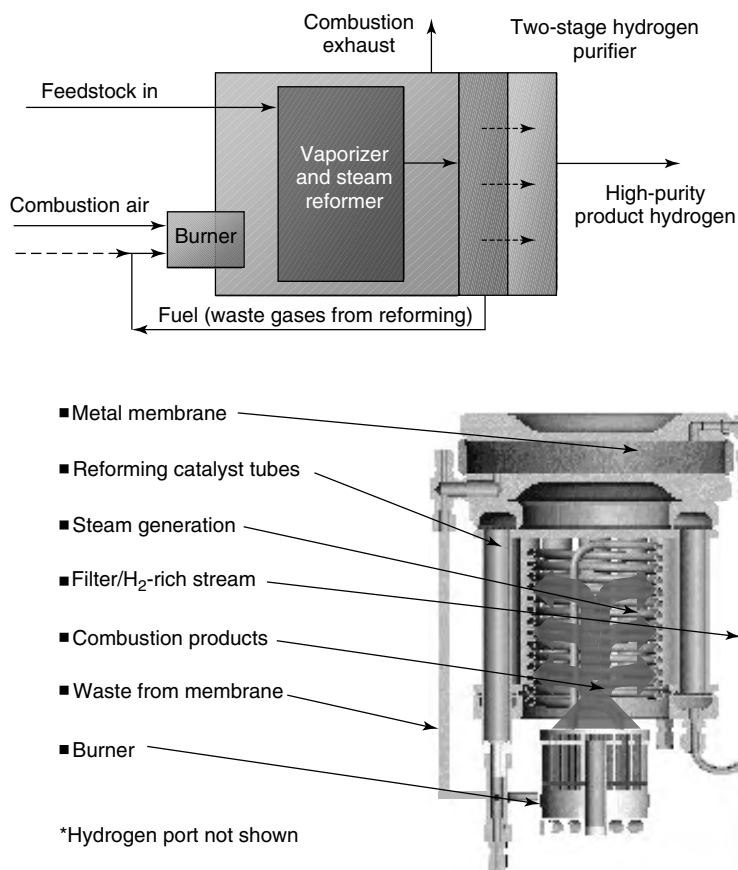 Combustion
exhaust
Two-stage hydrogen
purifier
Feedstock in
Vaporizer
and steam
reformer
Combustion air
Burner
High-purity
product hydrogen
Fuel (waste gases from reforming)
■ Metal membrane
■ Reforming catalyst tubes
■ Steam generation
■ Filter/H₂-rich stream
■ Combustion products
■ Waste from membrane
■ Burner
*Hydrogen port not shown